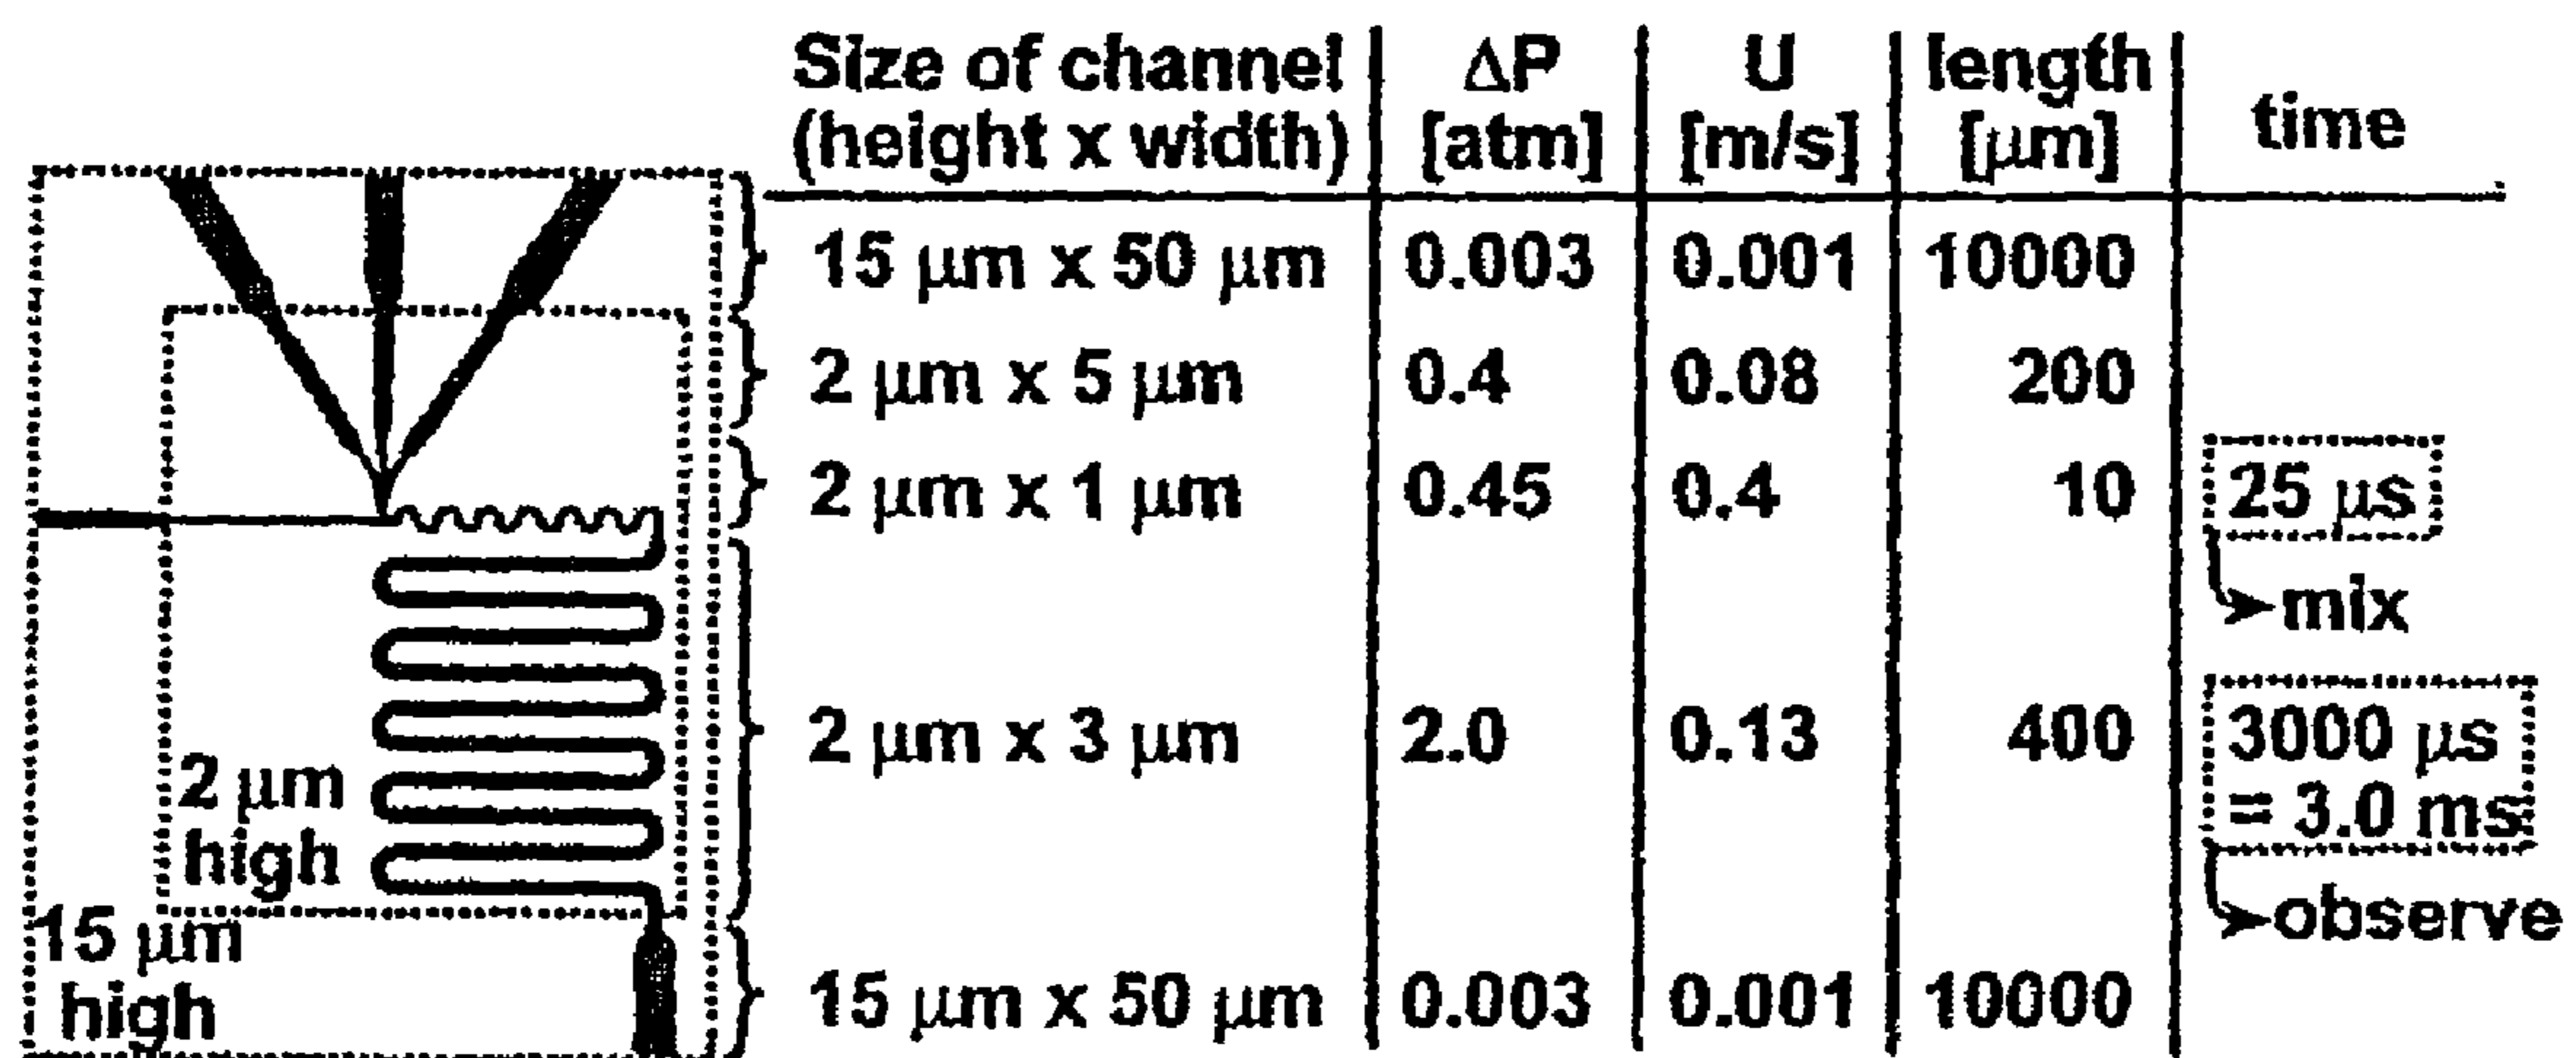 Size of channel | ΔP | U | length | time
(height x width) | [atm] | [m/s] | [μm]
15 μm x 50 μm | 0.003 | 0.001 | 10000
2 μm x 5 μm | 0.4 | 0.08 | 200
2 μm x 1 μm | 0.45 | 0.4 | 10 | 25 μs
mix
2 μm x 3 μm | 2.0 | 0.13 | 400 | 3000 μs
= 3.0 ms
observe
15 μm x 50 μm | 0.003 | 0.001 | 10000
2 μm
high
15 μm
high